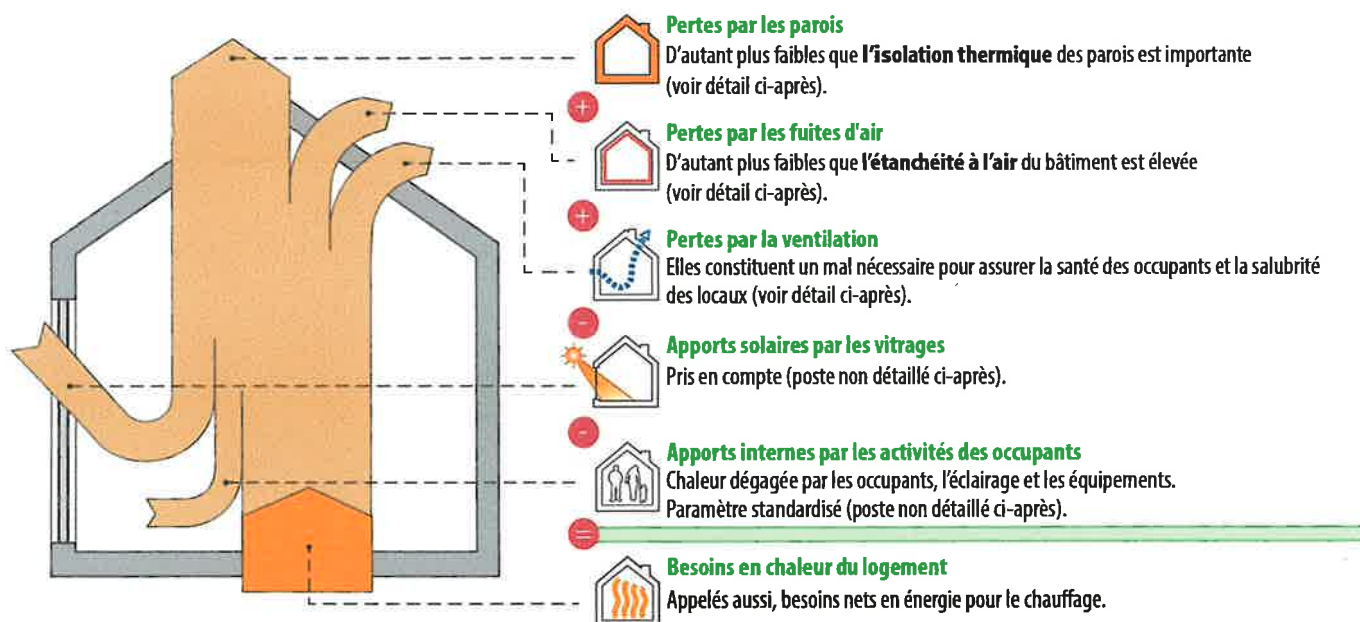 Pertes par les parois
D'autant plus faibles que l'isolation thermique des parois est importante
(voir détail ci-après).
+
Pertes par les fuites d'air
D'autant plus faibles que l'étanchéité à l'air du bâtiment est élevée
(voir détail ci-après).
+
Pertes par la ventilation
Elles constituent un mal nécessaire pour assurer la santé des occupants et la salubrité
des locaux (voir détail ci-après).
-
Apports solaires par les vitrages
Pris en compte (poste non détaillé ci-après).
-
Apports internes par les activités des occupants
Chaleur dégagée par les occupants, l'éclairage et les équipements.
Paramètre standardisé (poste non détaillé ci-après).
=
Besoins en chaleur du logement
Appelés aussi, besoins nets en énergie pour le chauffage.